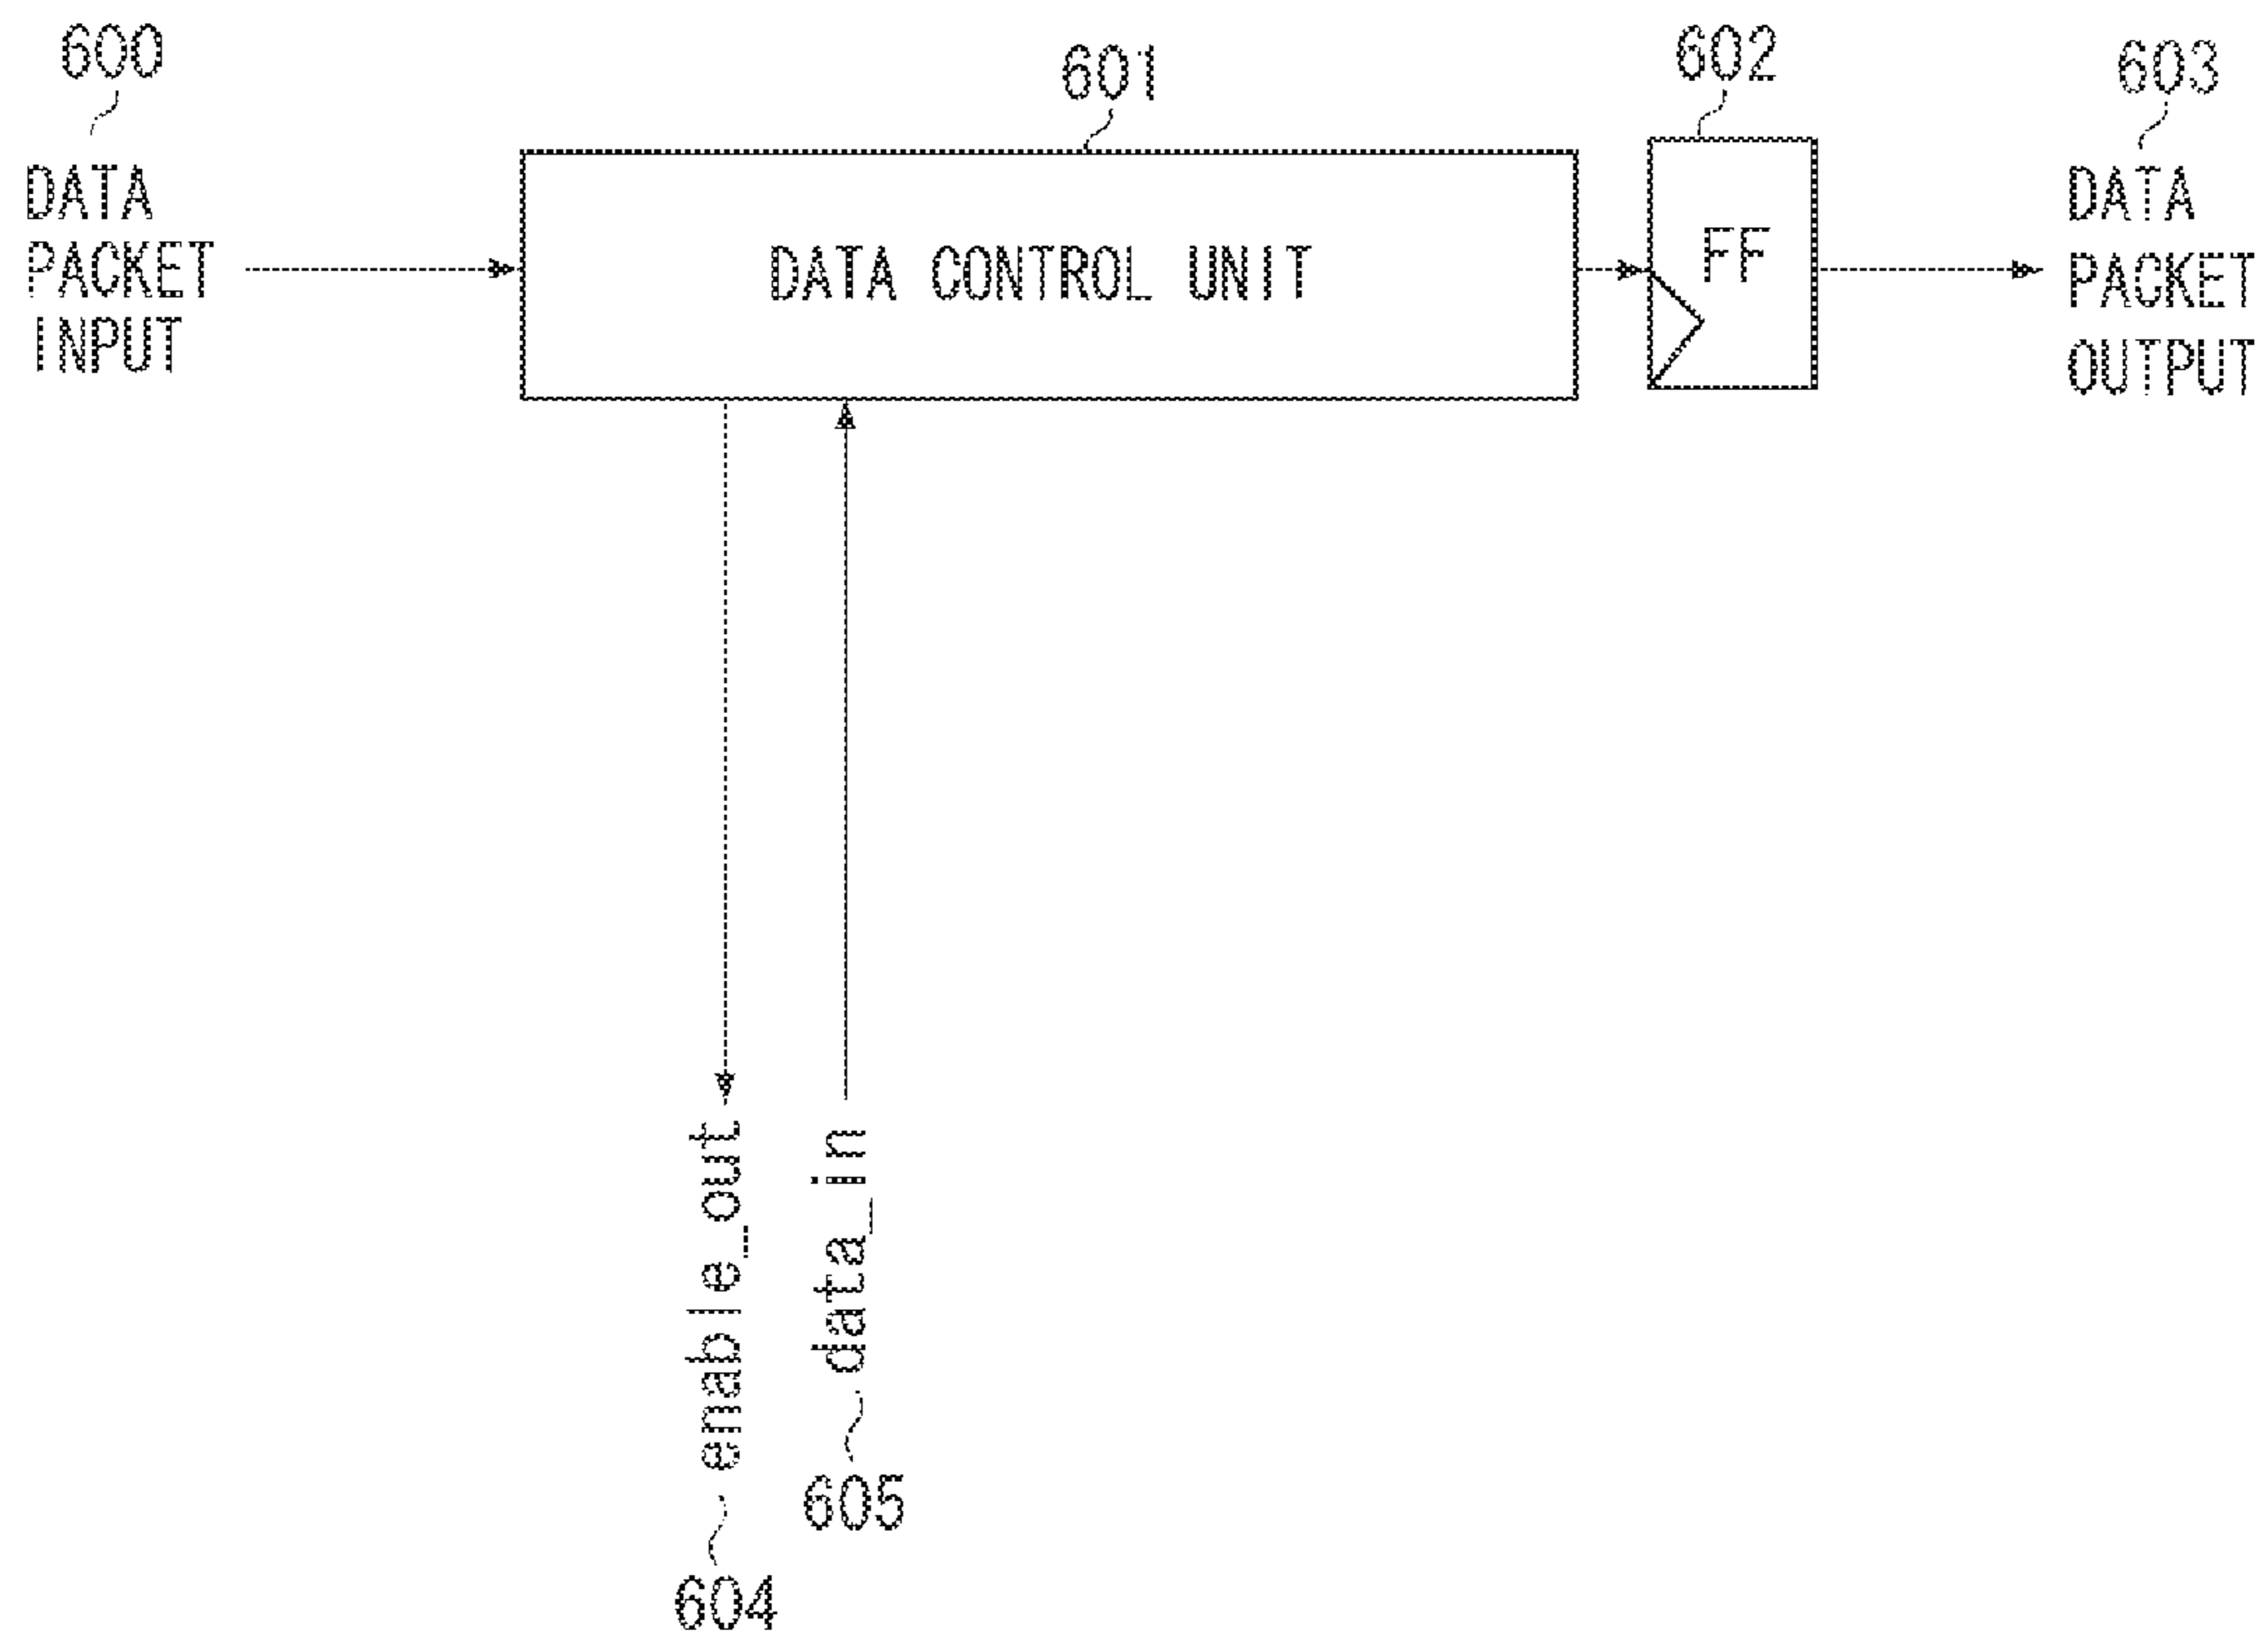 600
601
602
603
DATA
PACKET
INPUT
DATA CONTROL UNIT
FF
DATA
PACKET
OUTPUT
enable_out
data_in
604
605